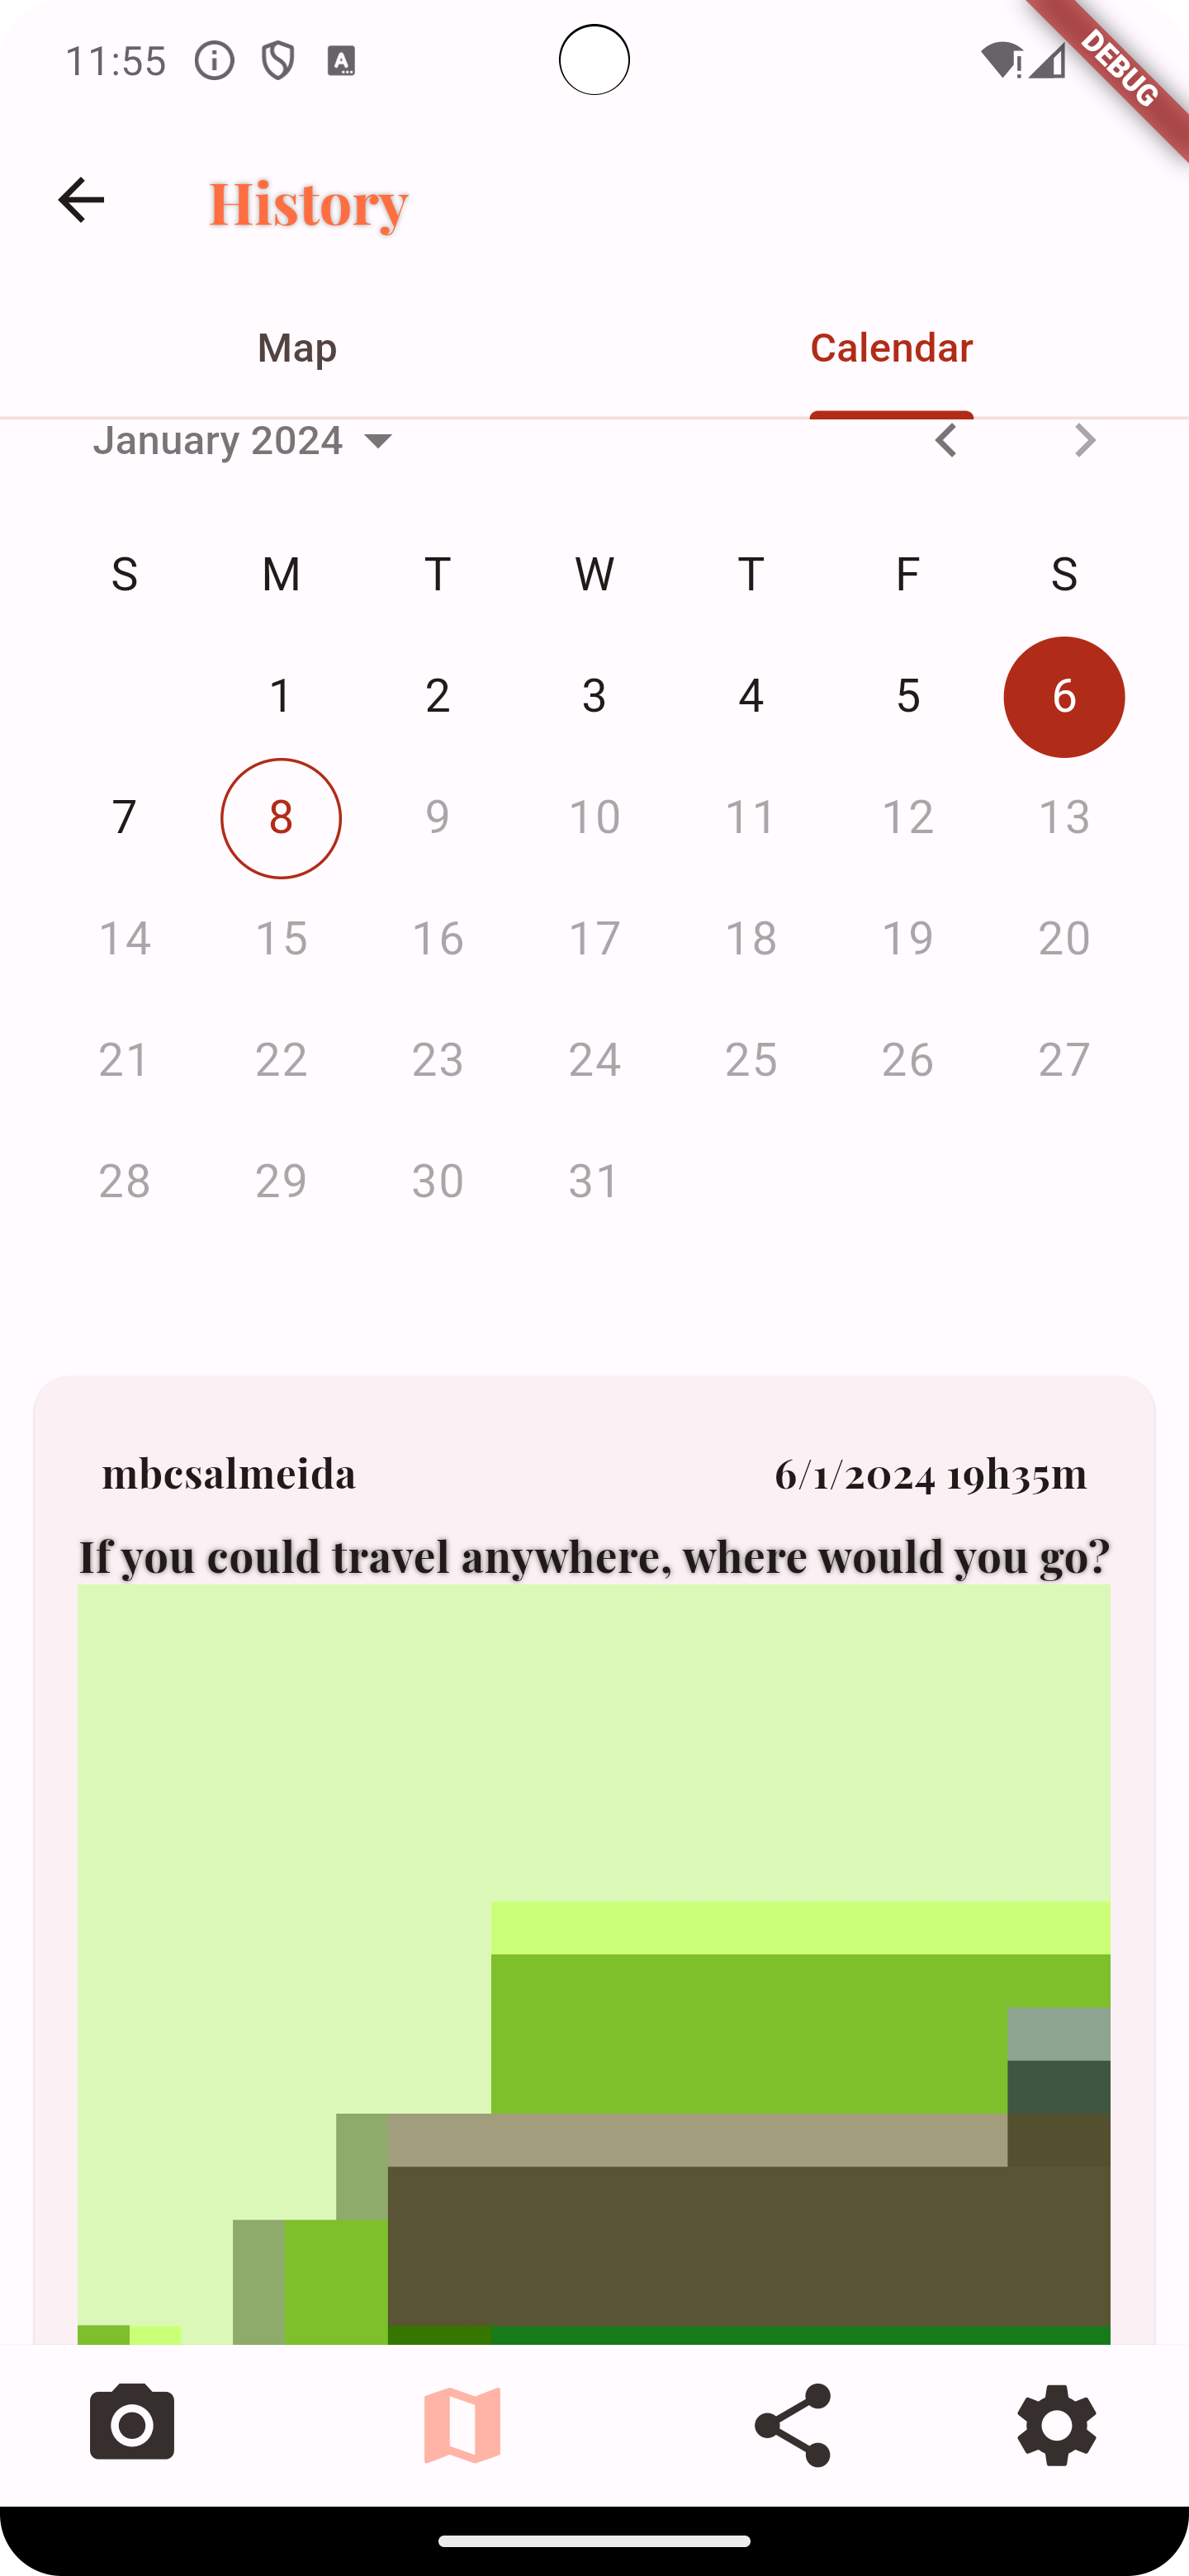 11:55
DEBUG
History
Map Calendar
January 2024
S M T W T F S
1 2 3 4 5 6
7 8 9 10 11 12 13
14 15 16 17 18 19 20
21 22 23 24 25 26 27
28 29 30 31
mbcsalmeida 6/1/2024 19h35m
If you could travel anywhere, where would you go?